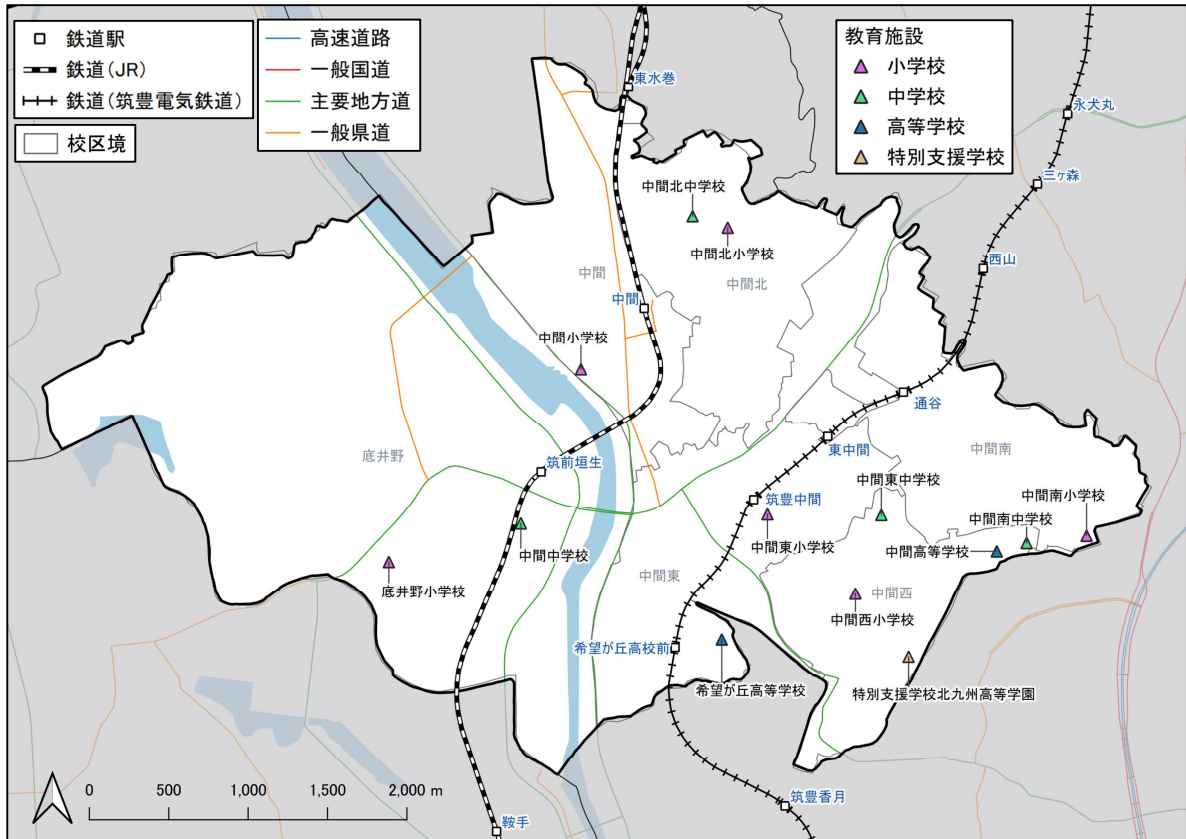 鉄道駅
鉄道（JR）
鉄道（筑豊電気鉄道）
校区境
高速道路
一般国道
主要地方道
一般県道
教育施設
小学校
中学校
高等学校
特別支援学校
東水巻
永犬丸
三ヶ森
中間北中学校
中間北小学校
西山
中間
中間北
中間
中間小学校
通谷
東中間
中間南
底井野
筑前垣生
中間東中学校
中間南小学校
筑豊中間
中間南中学校
中間東小学校
中間高等学校
中間中学校
底井野小学校
中間東
中間西
中間西小学校
希望が丘高校前
希望が丘高等学校
特別支援学校北九州高等学園
筑豊香月
鞍手
0 500 1,000 1,500 2,000 m